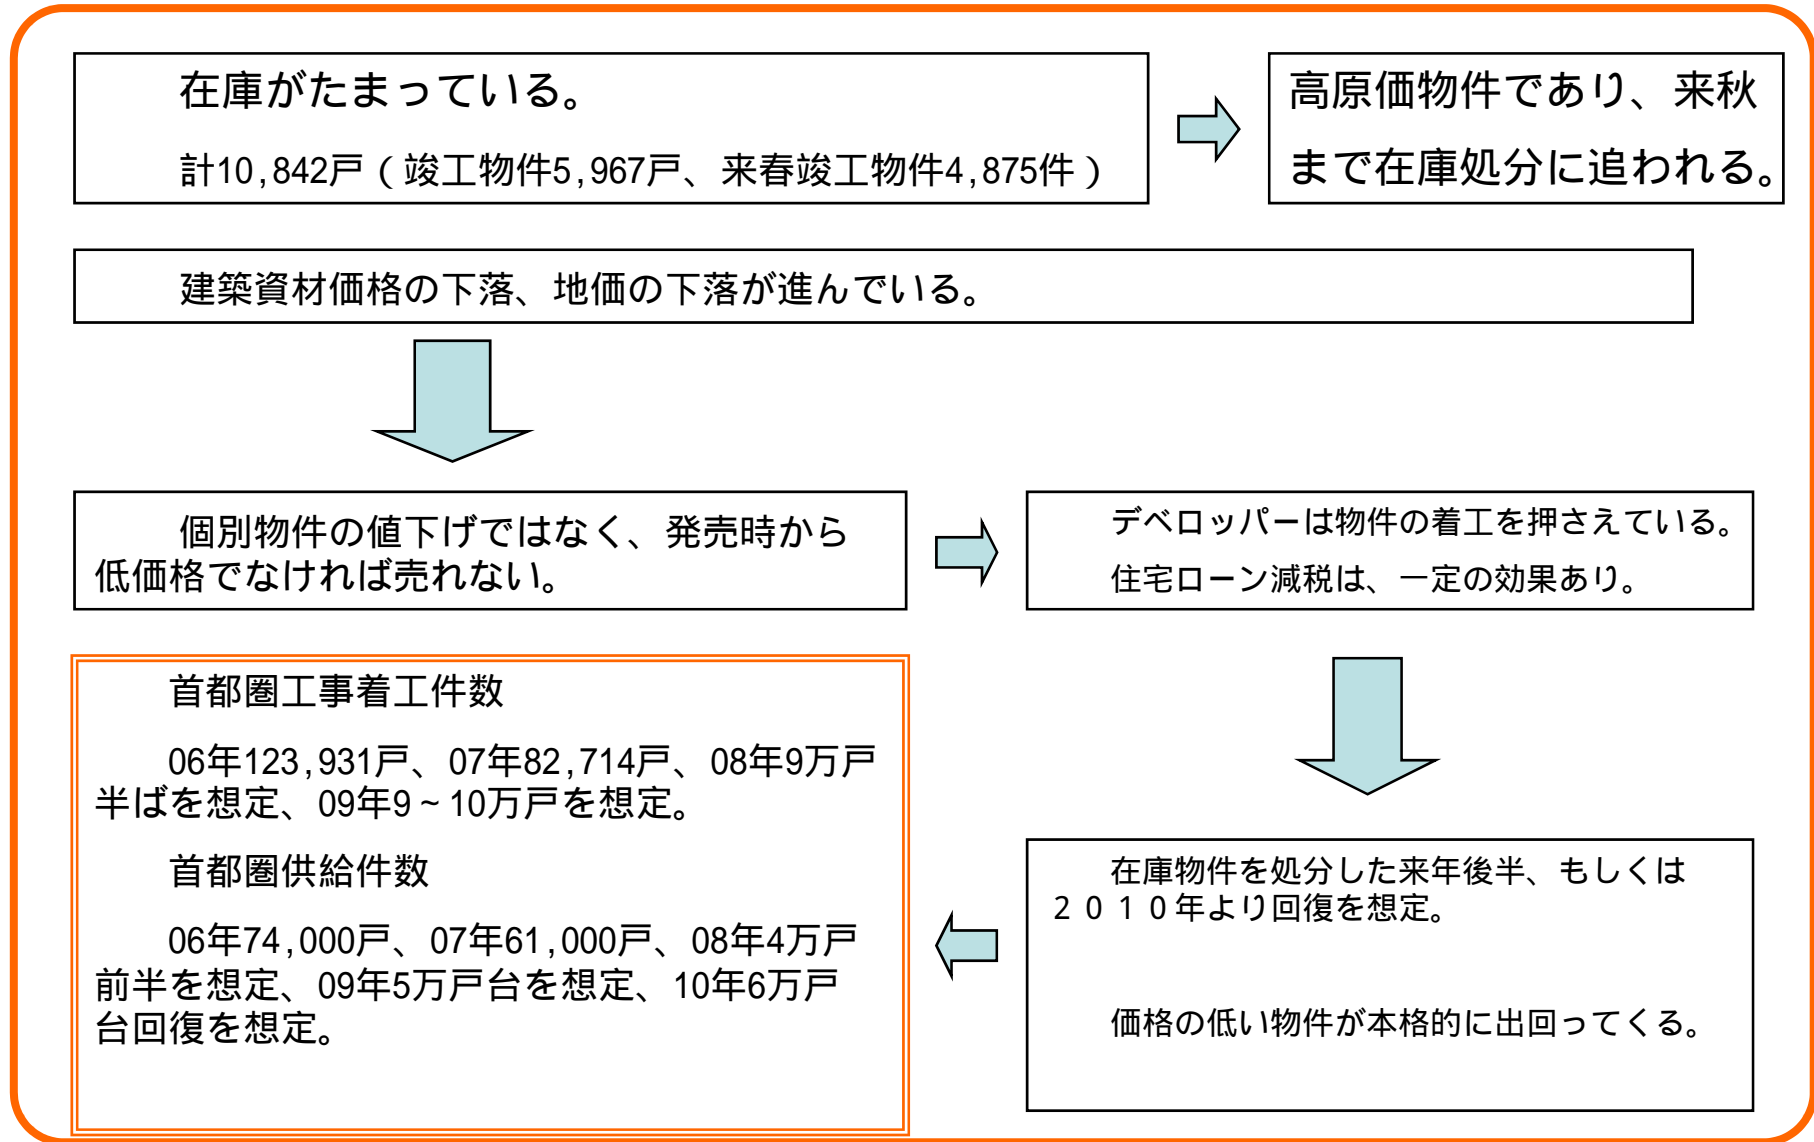 在庫がたまっている。
計10,842戸（竣工物件5,967戸、来春竣工物件4,875件）
高原価物件であり、来秋
まで在庫処分に追われる。
建築資材価格の下落、地価の下落が進んでいる。
個別物件の値下げではなく、発売時から
低価格でなければ売れない。
デベロッパーは物件の着工を押さえている。
住宅ローン減税は、一定の効果あり。
首都圏工事着工件数
06年123,931戸、07年82,714戸、08年9万戸
半ばを想定、09年9~10万戸を想定。
首都圏供給件数
06年74,000戸、07年61,000戸、08年4万戸
前半を想定、09年5万戸台を想定、10年6万戸
台回復を想定。
在庫物件を処分した来年後半、もしくは
２０１０年より回復を想定。
価格の低い物件が本格的に出回ってくる。